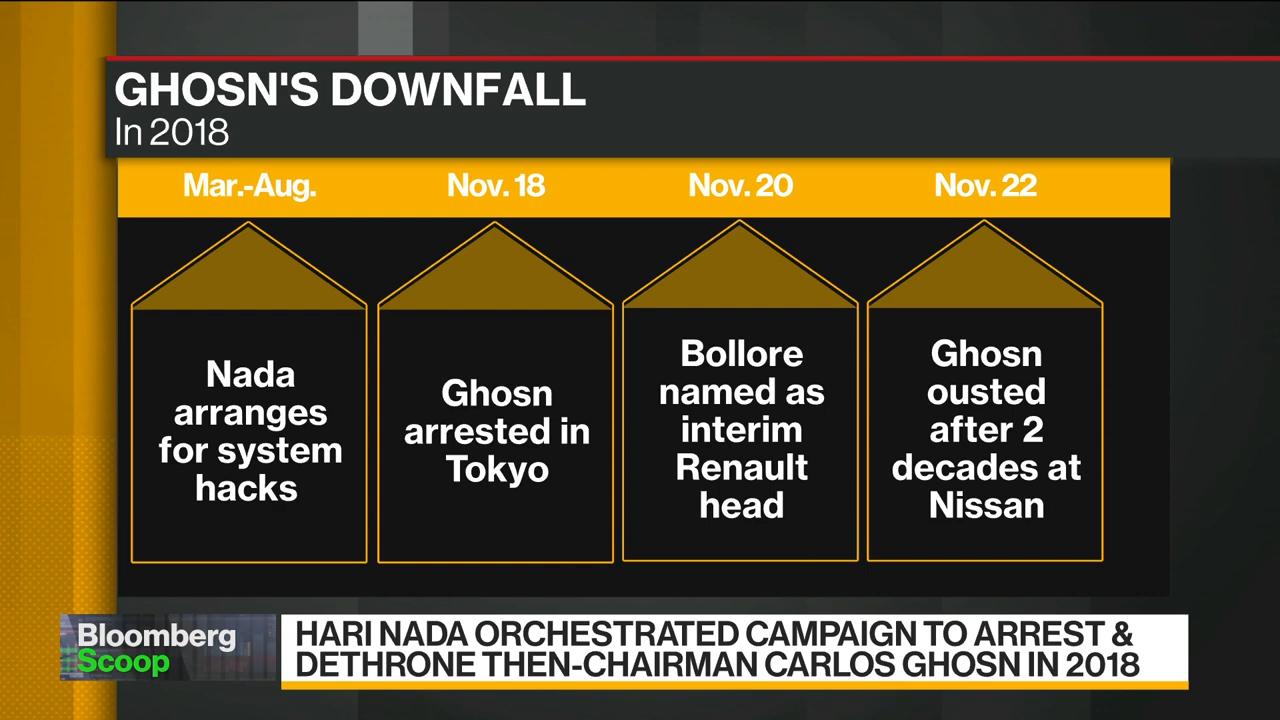 GHOSN'S DOWNFALL
In 2018
Mar.-Aug.
Nov. 18
Nov. 20
Nov. 22
Nada
arranges
for system
hacks
Ghosn
arrested in
Tokyo
Bollore
named as
interim
Renault
head
Ghosn
ousted
after 2
decades at
Nissan
Bloomberg
Scoop
HARI NADA ORCHESTRATED CAMPAIGN TO ARREST &
DETHRONE THEN-CHAIRMAN CARLOS GHOSN IN 2018